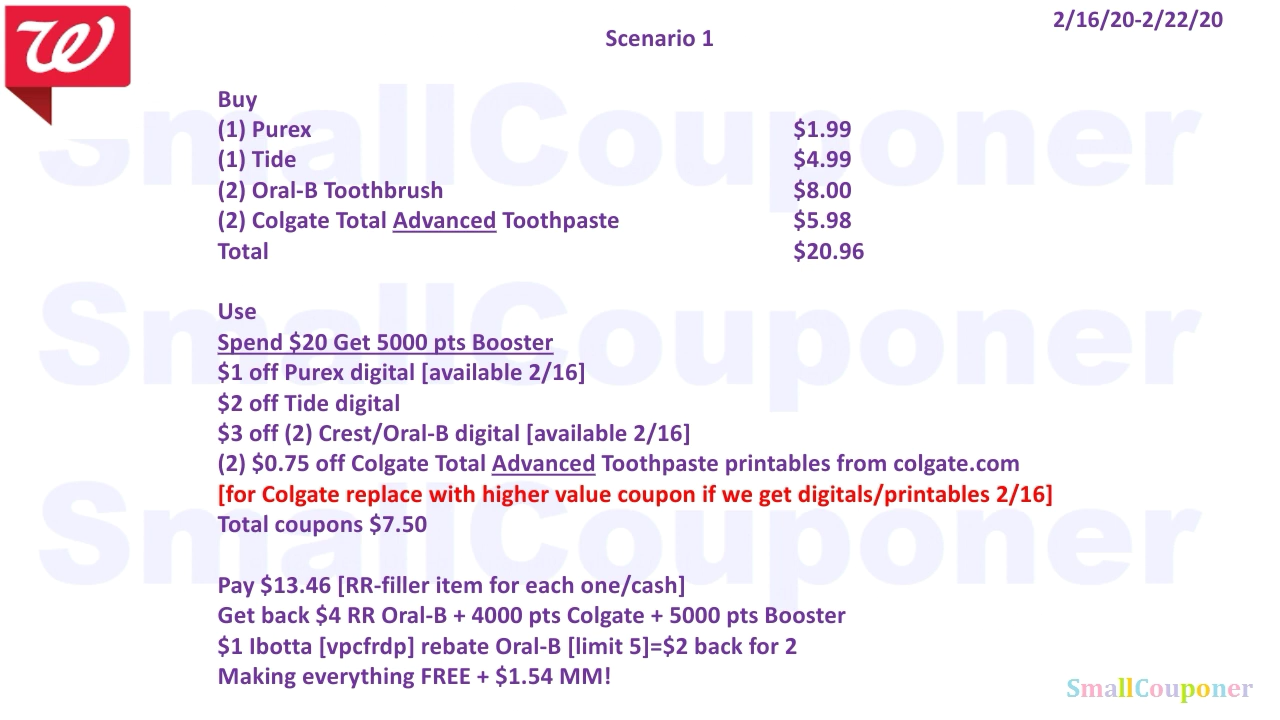 2/16/20-2/22/20
Scenario 1
Buy
(1) Purex $1.99
(1) Tide $4.99
(2) Oral-B Toothbrush $8.00
(2) Colgate Total Advanced Toothpaste $5.98
Total $20.96
Use
Spend $20 Get 5000 pts Booster
$1 off Purex digital [available 2/16]
$2 off Tide digital
$3 off (2) Crest/Oral-B digital [available 2/16]
(2) $0.75 off Colgate Total Advanced Toothpaste printables from colgate.com
[for Colgate replace with higher value coupon if we get digitals/printables 2/16]
Total coupons $7.50
Pay $13.46 [RR-filler item for each one/cash]
Get back $4 RR Oral-B + 4000 pts Colgate + 5000 pts Booster
$1 Ibotta [vpcfrdp] rebate Oral-B [limit 5]=$2 back for 2
Making everything FREE + $1.54 MM!
SmallCouponer
SmallCouponer
SmallCouponer
SmallCouponer
W